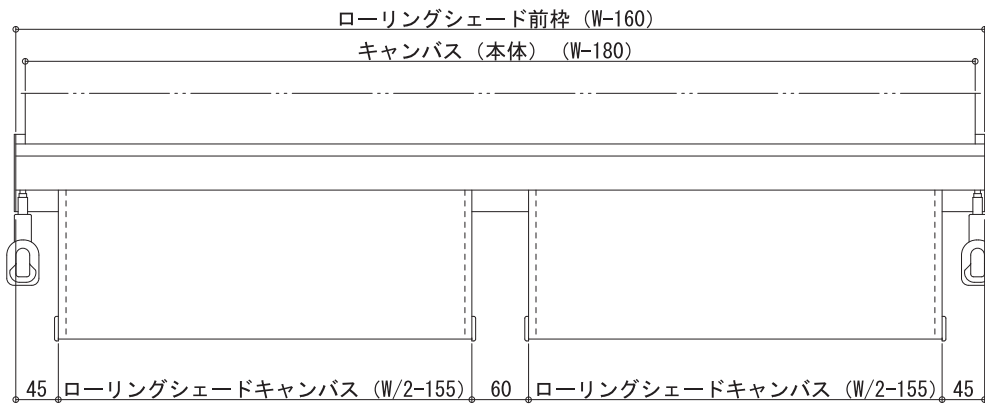 ローリングシェード前枠 (W-160)
キャンバス (本体) (W-180)
45 ローリングシェードキャンバス (W/2-155) 60 ローリングシェードキャンバス (W/2-155) 45